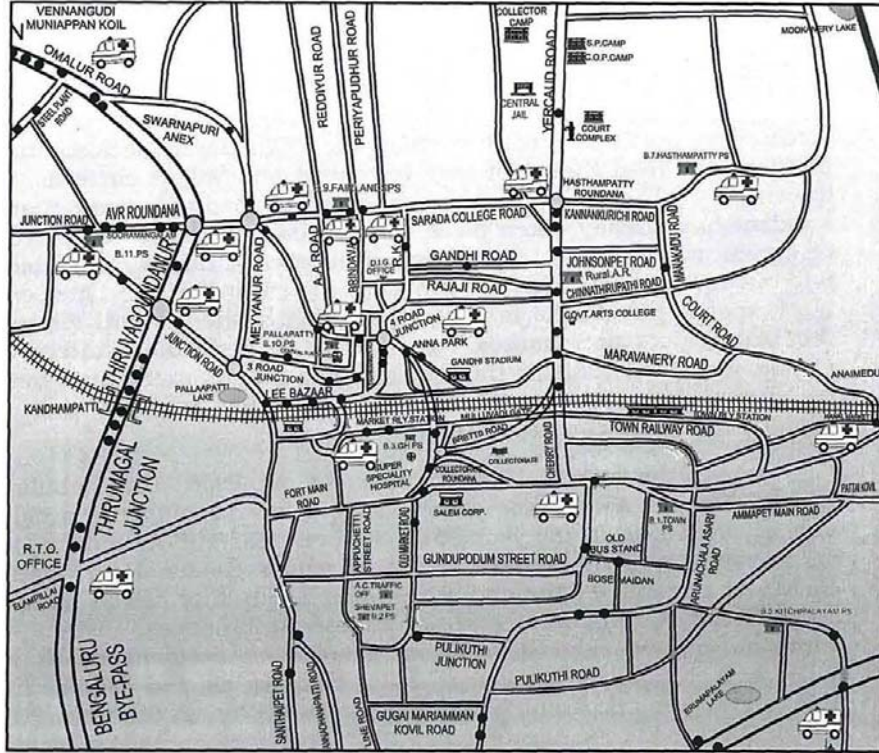 VENNANGUDI
MUNIAPPAN KOIL
OMALUR ROAD
STEEL PLANT
ROAD
SWARNAPURI
ANEX
REDDIYUR ROAD
PERIYAPUDHUR ROAD
COLLECTOR
CAMP
S.P.CAMP
C.O.P.CAMP
MOOKANERY LAKE
CENTRAL
JAIL
YERCAUD ROAD
COURT
COMPLEX
B.7.HASTHAMPATTY PS
HASTHAMPATTY
ROUNDANA
JUNCTION ROAD
AVR ROUNDANA
SOORAMANGALAM
B.11.PS
SARADA COLLEGE ROAD
KANNANKURICHI ROAD
D.I.G.
OFFICE
GANDHI ROAD
RAJAJI ROAD
JOHNSONPET ROAD
Rural.A.R.
CHINNATHIRUPATHI ROAD
MANAKADU ROAD
COURT ROAD
A.A.ROAD
MEYYANUR ROAD
THIRUVAGOUNDANUR
JUNCTION ROAD
PALLAPATTY
B.10.PS
3 ROAD
JUNCTION
4 ROAD
JUNCTION
ANNA PARK
GOVT.ARTS COLLEGE
GANDHI STADIUM
MARAVANERY ROAD
ANAIMEDU
PALLAPATTI
LAKE
LEE BAZAAR
KANDHAMPATTI
MARKET RLY.STATION
TOWN RAILWAY ROAD
B.3.GH PS
SUPER
SPECIALITY
HOSPITAL
COLLECTORATE
ROUNDANA
COLLECTORATE
CHERRY ROAD
THIRUMAGAL
JUNCTION
FORT MAIN
ROAD
SALEM CORP.
B.1.TOWN
PS
AMMAPET MAIN ROAD
R.T.O.
OFFICE
ELAMPILLAI
ROAD
APPUCHETTI
STREET ROAD
OLD MARKET ROAD
GUNDUPODUM STREET ROAD
OLD
BUS STAND
BOSE MAIDAN
ARUNACHALA ASARI
ROAD
A.C.TRAFFIC
OFF
SHEVAPET
B.2.PS
B.5.KITCHIPALAYAM PS
BENGALURU
BYE-PASS
PULIKUTHI
JUNCTION
PULIKUTHI ROAD
SANTHAIPET ROAD
LINE ROAD
GUGAI MARIAMMAN
KOVIL ROAD
ERUMAPALAYAM
LAKE